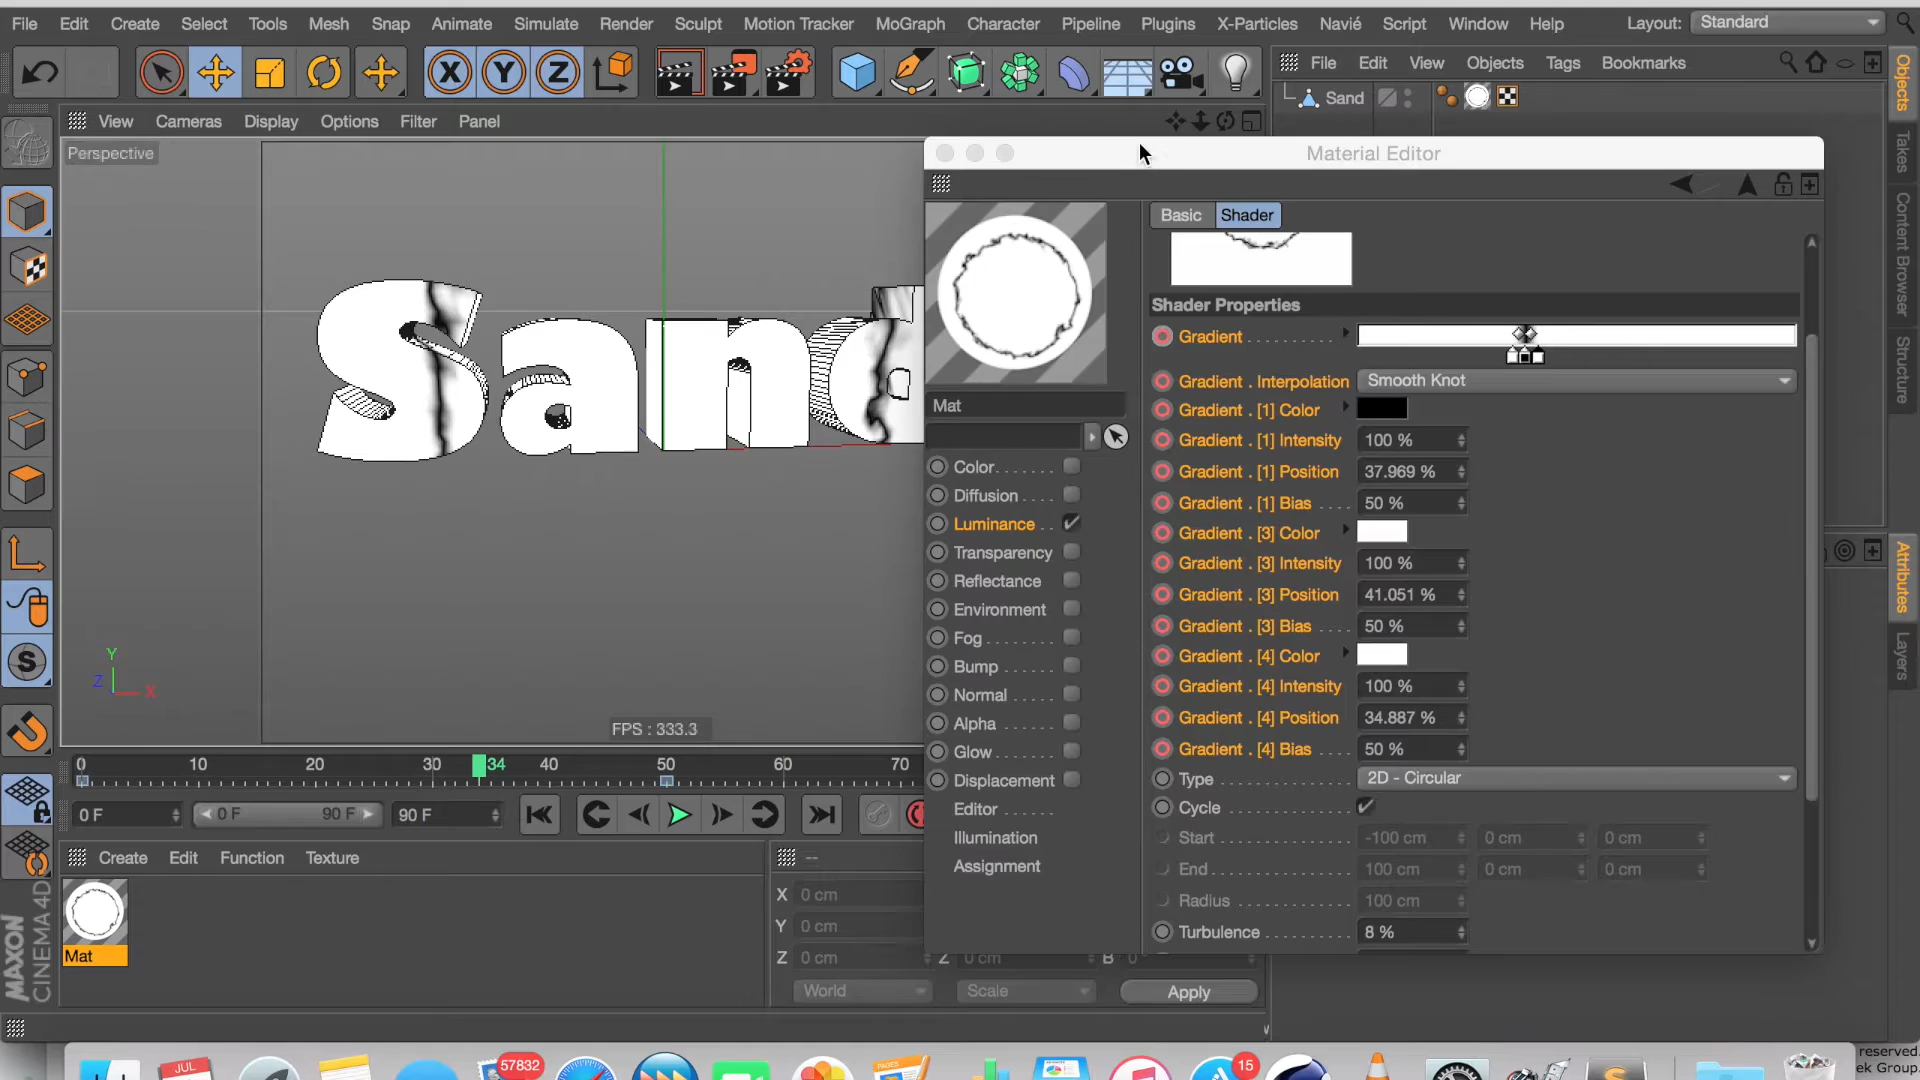 File Edit Create Select Tools Mesh Snap Animate Simulate Render Sculpt Motion Tracker MoGraph Character Pipeline Plugins X-Particles Navié Script Window Help Layout: Standard
X Y Z
File Edit View Objects Tags Bookmarks
Sand
Objects
Takes
Content Browser
Structure
Attributes
Layers
View Cameras Display Options Filter Panel
Perspective
Sand
Y
Z X
FPS : 333.3
S
Material Editor
Basic Shader
Shader Properties
Gradient
Gradient . Interpolation Smooth Knot
Gradient . [1] Color
Gradient . [1] Intensity 100 %
Gradient . [1] Position 37.969 %
Gradient . [1] Bias 50 %
Gradient . [3] Color
Gradient . [3] Intensity 100 %
Gradient . [3] Position 41.051 %
Gradient . [3] Bias 50 %
Gradient . [4] Color
Gradient . [4] Intensity 100 %
Gradient . [4] Position 34.887 %
Gradient . [4] Bias 50 %
Type 2D - Circular
Cycle
Start -100 cm 0 cm 0 cm
End 100 cm 0 cm 0 cm
Radius 100 cm
Turbulence 8 %
Mat
Color
Diffusion
Luminance
Transparency
Reflectance
Environment
Fog
Bump
Normal
Alpha
Glow
Displacement
Editor
Illumination
Assignment
0 10 20 30 34 40 50 60 70
0 F 0 F 90 F 90 F
Create Edit Function Texture
Mat
MAXON
CINEMA 4D
--
X 0 cm
Y 0 cm
Z 0 cm Z 0 cm B 0
World Scale Apply
JUL 57832 PAGES 15
reserved.
ek Group